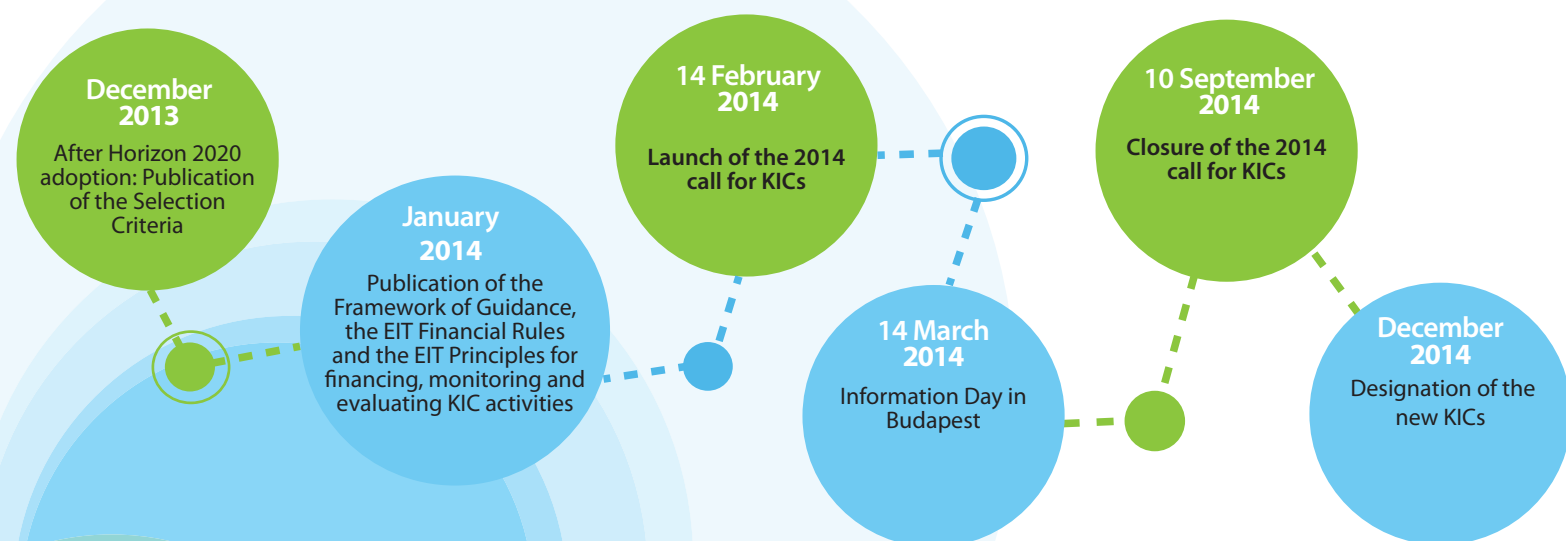 December
2013
After Horizon 2020
adoption: Publication
of the Selection
Criteria
January
2014
Publication of the
Framework of Guidance,
the EIT Financial Rules
and the EIT Principles for
financing, monitoring and
evaluating KIC activities
14 February
2014
Launch of the 2014
call for KICs
14 March
2014
Information Day in
Budapest
10 September
2014
Closure of the 2014
call for KICs
December
2014
Designation of the
new KICs